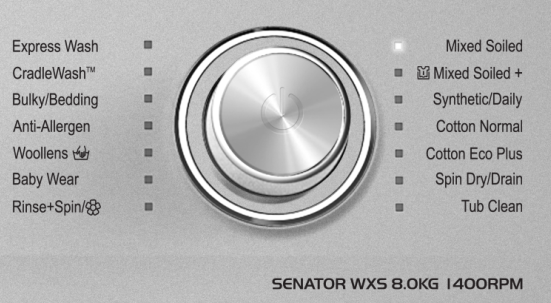 Express Wash
CradleWash™
Bulky/Bedding
Anti-Allergen
Woollens
Baby Wear
Rinse+Spin/
Mixed Soiled
Mixed Soiled +
Synthetic/Daily
Cotton Normal
Cotton Eco Plus
Spin Dry/Drain
Tub Clean
SENATOR WXS 8.0KG 1400RPM